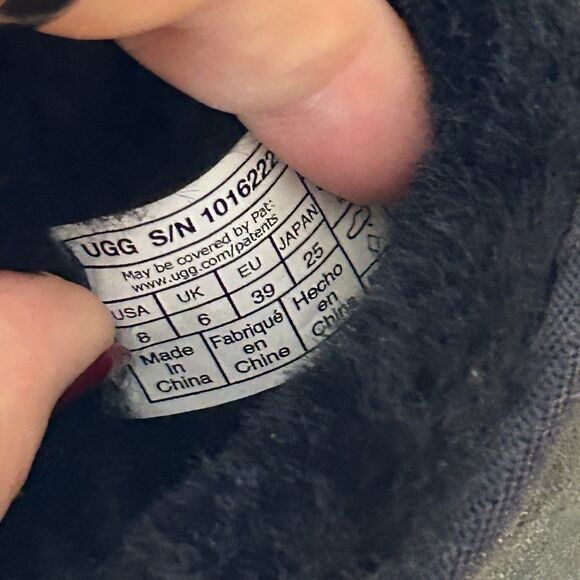 UGG S/N 1016222
May be covered by Pat:
www.ugg.com/patents
USA UK EU JAPAN
8 6 39 25
Made in China
Fabriqué en Chine
Hecho en China